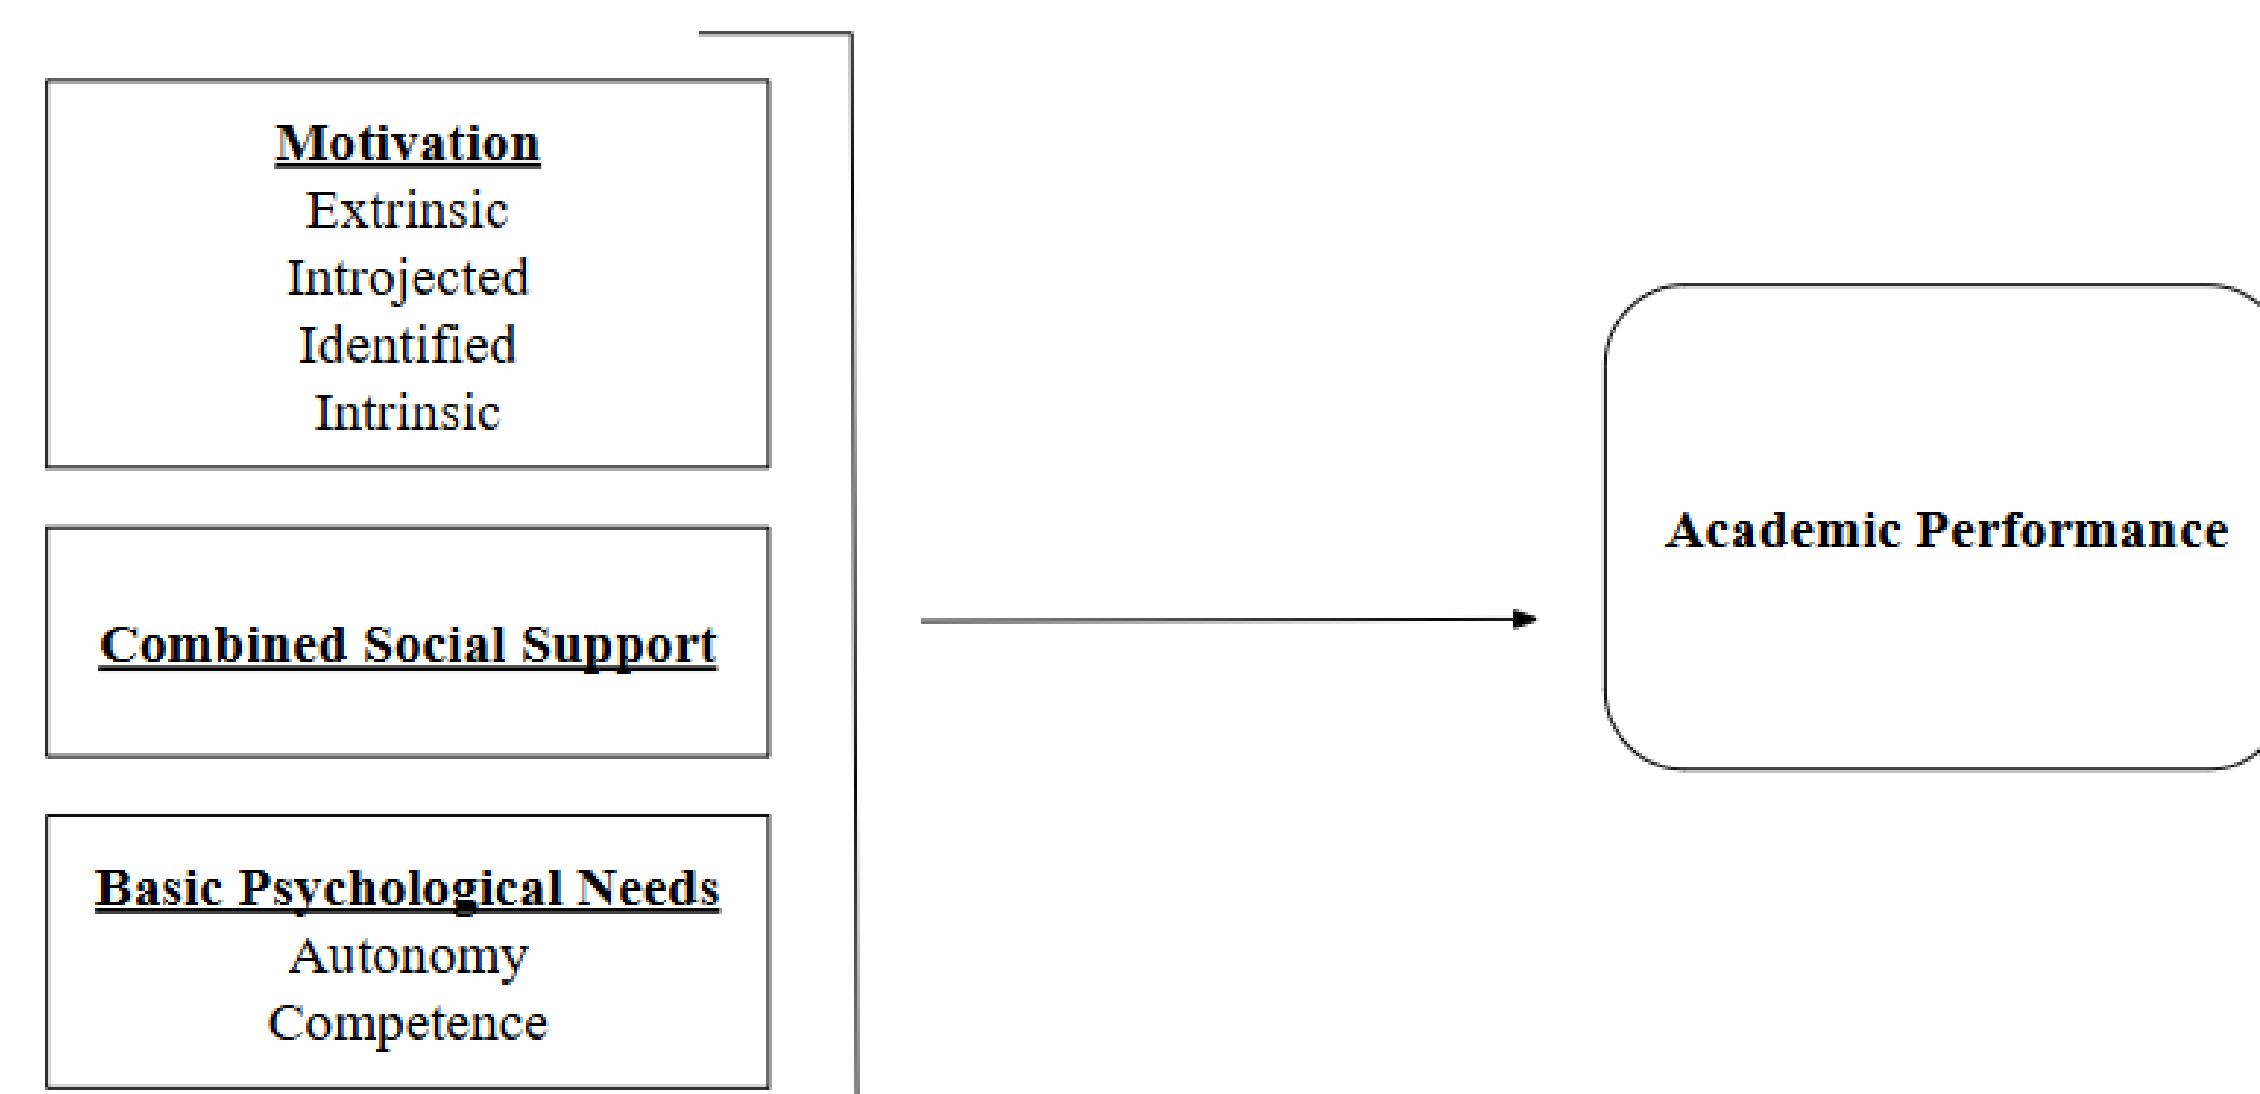 Motivation
Extrinsic
Introjected
Identified
Intrinsic
Combined Social Support
Basic Psychological Needs
Autonomy
Competence
Academic Performance